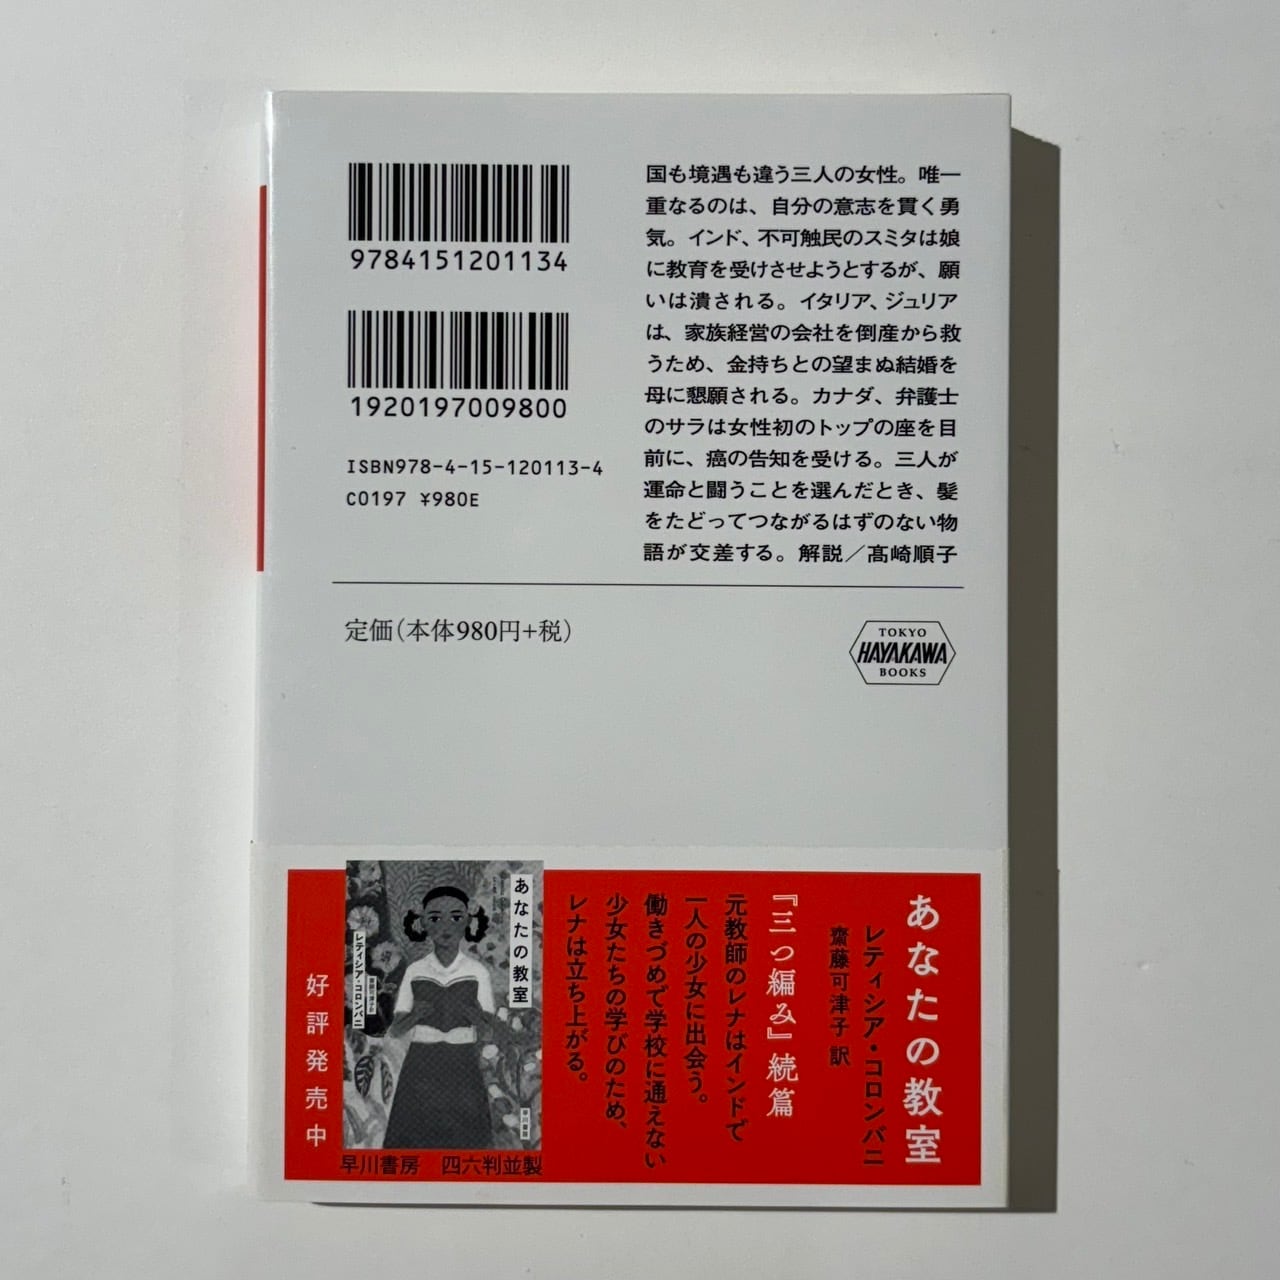 9784151201134
1920197009800
ISBN978-4-15-120113-4
C0197 ¥980E
国も境遇も違う三人の女性。唯一
重なるのは、自分の意志を貫く勇
気。インド、不可触民のスミタは娘
に教育を受けさせようとするが、願
いは潰される。イタリア、ジュリア
は、家族経営の会社を倒産から救
うため、金持ちとの望まぬ結婚を
母に懇願される。カナダ、弁護士
のサラは女性初のトップの座を目
前に、癌の告知を受ける。三人が
運命と闘うことを選んだとき、髪
をたどってつながるはずのない物
語が交差する。解説／髙崎順子
定価（本体980円+税）
TOKYO
HAYAKAWA
BOOKS
あなたの教室
レティシア・コロンバニ
齋藤可津子 訳
『三つ編み』続篇
元教師のレナはインドで
一人の少女に出会う。
働きづめで学校に通えない
少女たちの学びのため、
レナは立ち上がる。
あなたの教室
レティシア・コロンバニ
齋藤可津子 訳
早川書房
早川書房 四六判並製
好評発売中